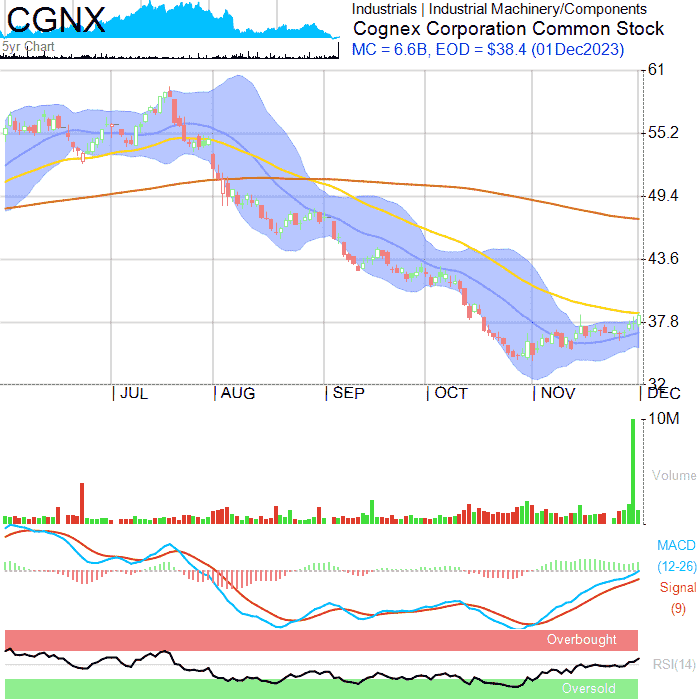 CGNX
5yr Chart
Industrials | Industrial Machinery/Components
Cognex Corporation Common Stock
MC = 6.6B, EOD = $38.4 (01Dec2023)
61
55.2
49.4
43.6
37.8
32
JUL AUG SEP OCT NOV DEC
10M
Volume
MACD
(12-26)
Signal
(9)
Overbought
RSI(14)
Oversold